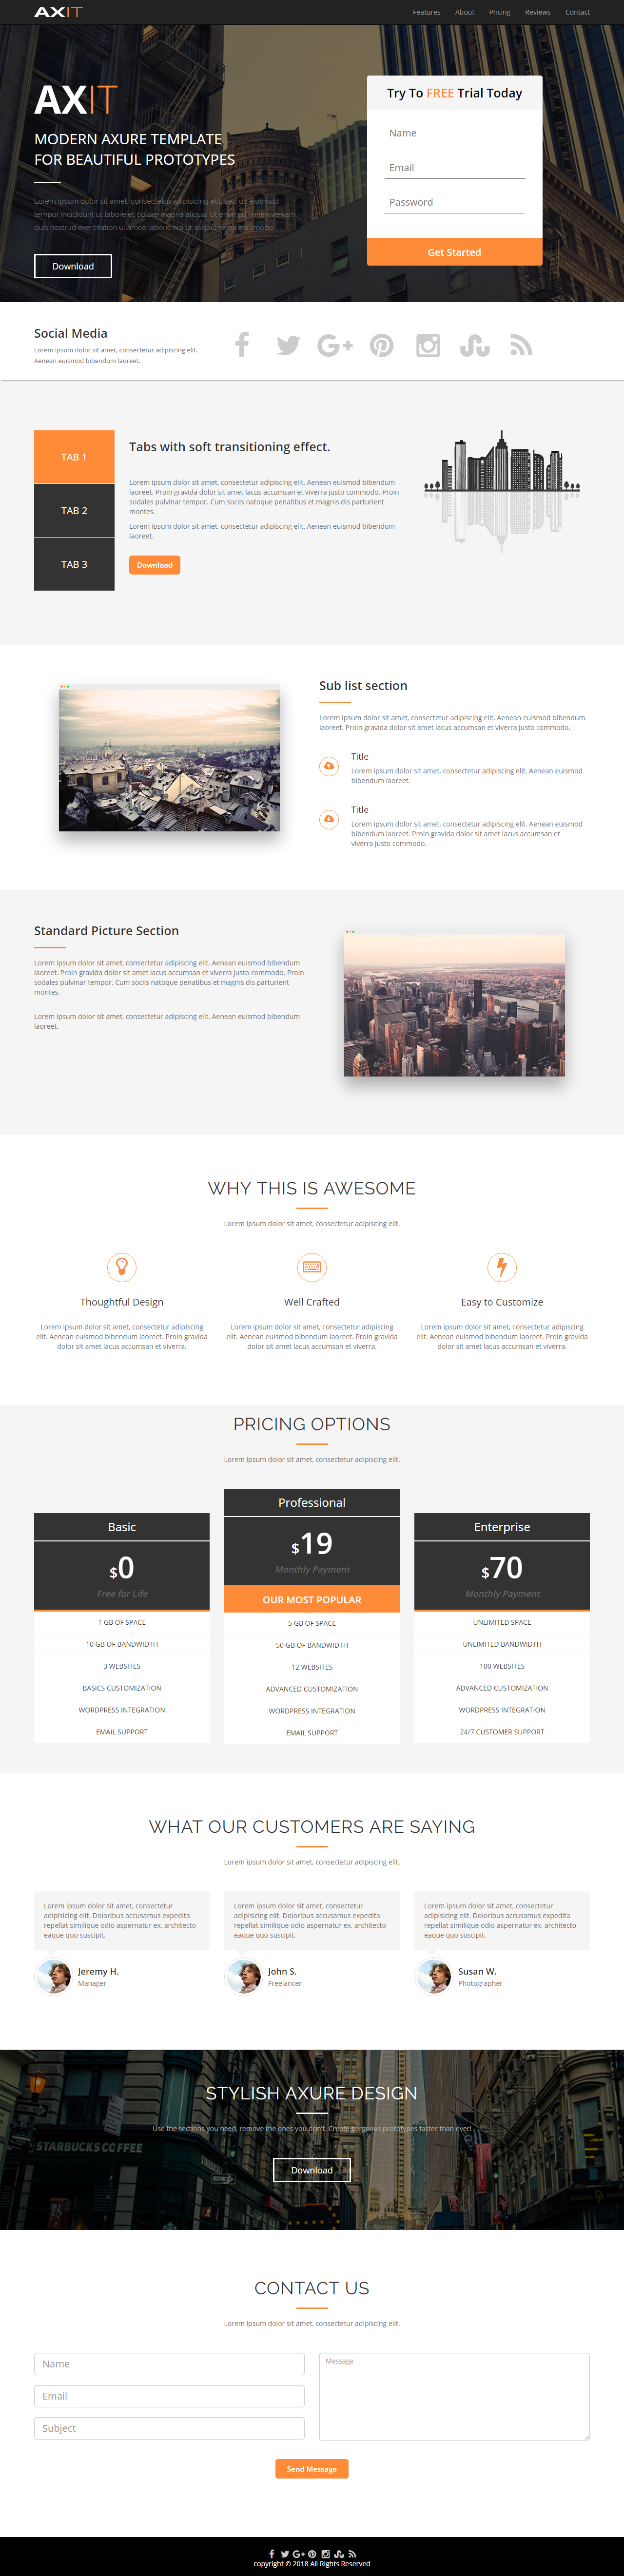 AXIT
Features About Pricing Reviews Contact
AXIT
MODERN AXURE TEMPLATE
FOR BEAUTIFUL PROTOTYPES
Lorem ipsum dolor sit amet, consectetur adipisicing elit, sed do eiusmod
tempor incididunt ut labore et dolore magna aliqua. Ut enim ad minim veniam,
quis nostrud exercitation ullamco laboris nisi ut aliquip ex ea commodo
Download
Try To FREE Trial Today
Name
Email
Password
Get Started
Social Media
Lorem ipsum dolor sit amet, consectetur adipiscing elit.
Aenean euismod bibendum laoreet.
TAB 1
TAB 2
TAB 3
Tabs with soft transitioning effect.
Lorem ipsum dolor sit amet, consectetur adipiscing elit. Aenean euismod bibendum
laoreet. Proin gravida dolor sit amet lacus accumsan et viverra justo commodo. Proin
sodales pulvinar tempor. Cum sociis natoque penatibus et magnis dis parturient
montes.
Lorem ipsum dolor sit amet, consectetur adipiscing elit. Aenean euismod bibendum
laoreet.
Download
Sub list section
Lorem ipsum dolor sit amet, consectetur adipiscing elit. Aenean euismod bibendum
laoreet. Proin gravida dolor sit amet lacus accumsan et viverra justo commodo.
Title
Lorem ipsum dolor sit amet, consectetur adipiscing elit. Aenean euismod
bibendum laoreet.
Title
Lorem ipsum dolor sit amet, consectetur adipiscing elit. Aenean euismod
bibendum laoreet. Proin gravida dolor sit amet lacus accumsan et
viverra justo commodo.
Standard Picture Section
Lorem ipsum dolor sit amet, consectetur adipiscing elit. Aenean euismod bibendum
laoreet. Proin gravida dolor sit amet lacus accumsan et viverra justo commodo. Proin
sodales pulvinar tempor. Cum sociis natoque penatibus et magnis dis parturient
montes.
Lorem ipsum dolor sit amet, consectetur adipiscing elit. Aenean euismod bibendum
laoreet.
WHY THIS IS AWESOME
Lorem ipsum dolor sit amet, consectetur adipiscing elit.
Thoughtful Design
Lorem ipsum dolor sit amet, consectetur adipiscing
elit. Aenean euismod bibendum laoreet. Proin gravida
dolor sit amet lacus accumsan et viverra.
Well Crafted
Lorem ipsum dolor sit amet, consectetur adipiscing
elit. Aenean euismod bibendum laoreet. Proin gravida
dolor sit amet lacus accumsan et viverra.
Easy to Customize
Lorem ipsum dolor sit amet, consectetur adipiscing
elit. Aenean euismod bibendum laoreet. Proin gravida
dolor sit amet lacus accumsan et viverra.
PRICING OPTIONS
Lorem ipsum dolor sit amet, consectetur adipiscing elit.
Basic
$0
Free for Life
1 GB OF SPACE
10 GB OF BANDWIDTH
3 WEBSITES
BASICS CUSTOMIZATION
WORDPRESS INTEGRATION
EMAIL SUPPORT
Professional
$19
Monthly Payment
OUR MOST POPULAR
5 GB OF SPACE
50 GB OF BANDWIDTH
12 WEBSITES
ADVANCED CUSTOMIZATION
WORDPRESS INTEGRATION
EMAIL SUPPORT
Enterprise
$70
Monthly Payment
UNLIMITED SPACE
UNLIMITED BANDWIDTH
100 WEBSITES
ADVANCED CUSTOMIZATION
WORDPRESS INTEGRATION
24/7 CUSTOMER SUPPORT
WHAT OUR CUSTOMERS ARE SAYING
Lorem ipsum dolor sit amet, consectetur adipiscing elit.
Lorem ipsum dolor sit amet, consectetur
adipisicing elit. Doloribus accusamus expedita
repellat similique odio aspernatur ex, architecto
eaque quo suscipit.
Jeremy H.
Manager
Lorem ipsum dolor sit amet, consectetur
adipisicing elit. Doloribus accusamus expedita
repellat similique odio aspernatur ex, architecto
eaque quo suscipit.
John S.
Freelancer
Lorem ipsum dolor sit amet, consectetur
adipisicing elit. Doloribus accusamus expedita
repellat similique odio aspernatur ex, architecto
eaque quo suscipit.
Susan W.
Photographer
STYLISH AXURE DESIGN
Use the sections you need, remove the ones you don't. Create gorgeous prototypes faster than ever!
STARBUCKS COFFEE
Download
CONTACT US
Lorem ipsum dolor sit amet, consectetur adipiscing elit.
Name
Email
Subject
Message
Send Message
copyright © 2018 All Rights Reserved